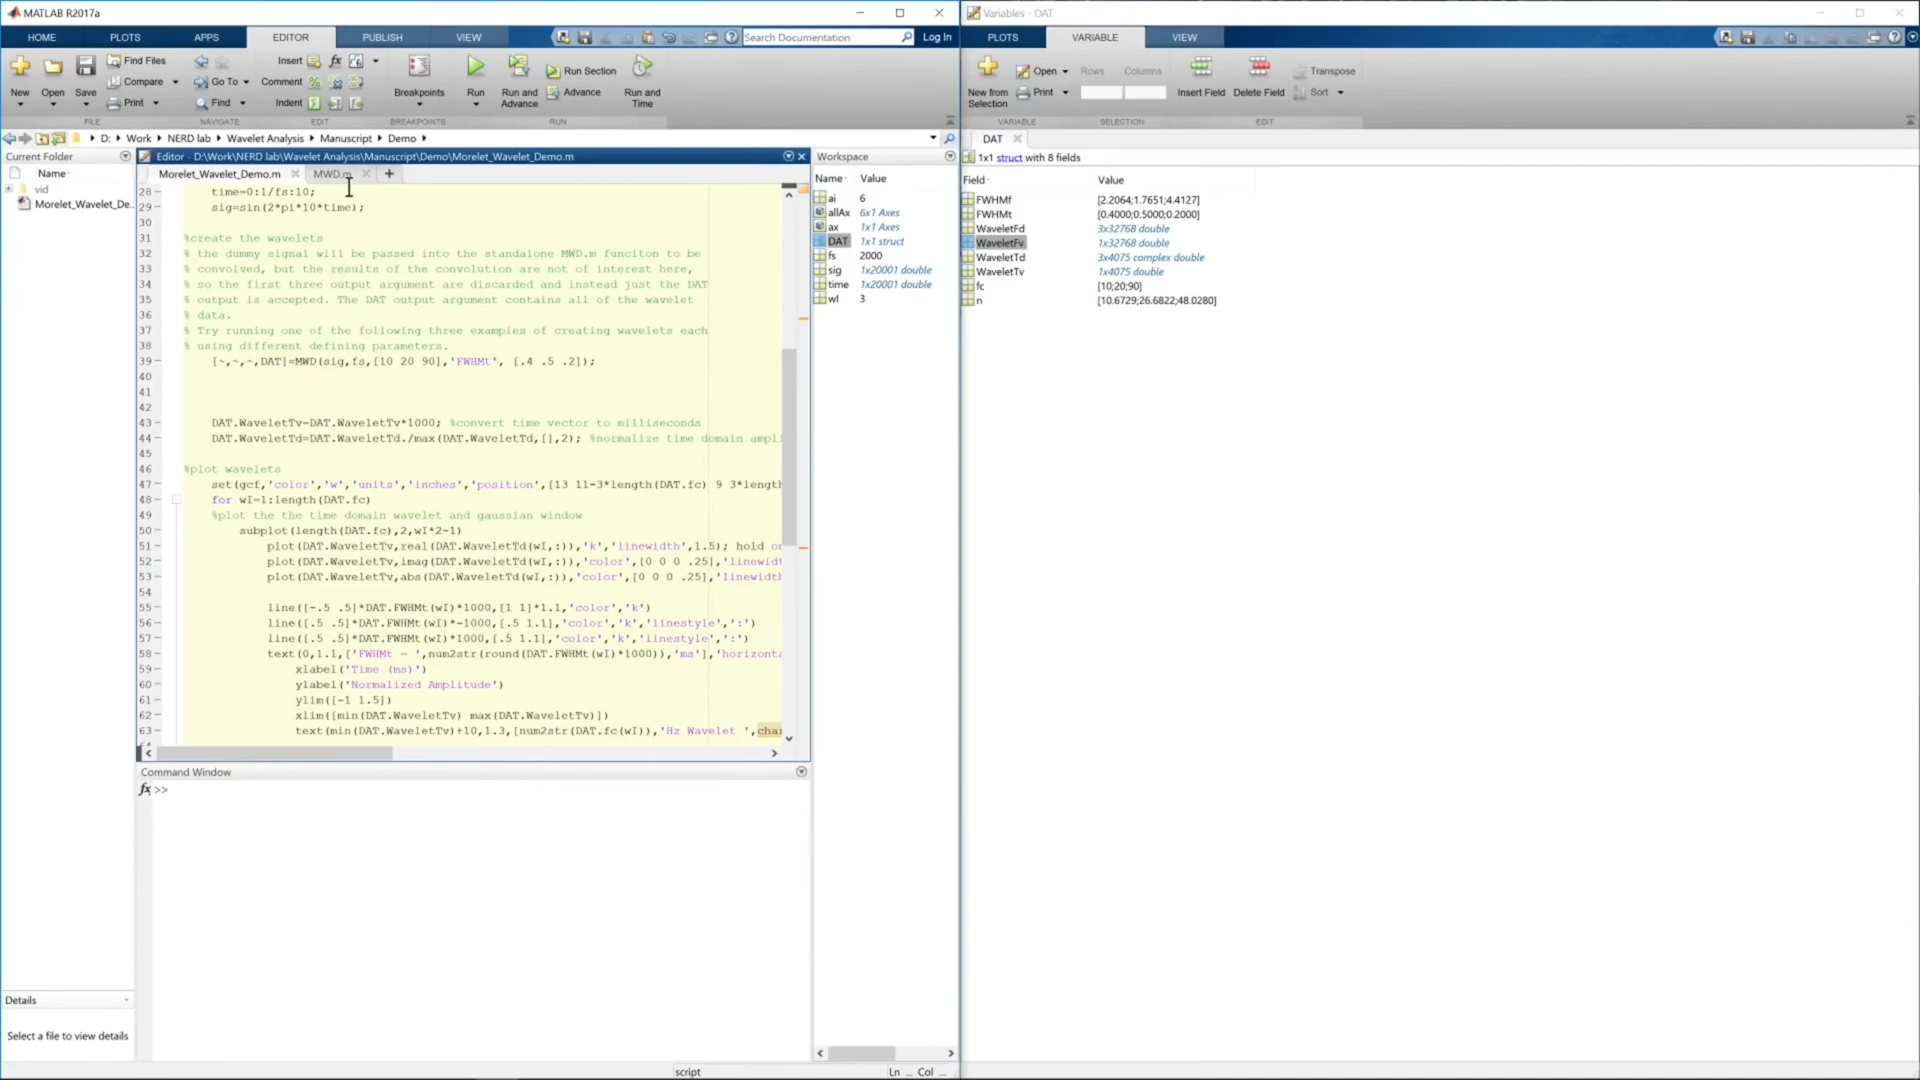 MATLAB R2017a
HOME PLOTS APPS EDITOR PUBLISH VIEW Search Documentation Log In
New Open Save Find Files Compare Print Go To Find Insert fx Comment Indent Breakpoints Run Run and Advance Run Section Advance Run and Time
FILE NAVIGATE EDIT BREAKPOINTS RUN
D: Work NERD lab Wavelet Analysis Manuscript Demo
Current Folder
Name
vid
Morelet_Wavelet_De...
Editor - D:\Work\NERD lab\Wavelet Analysis\Manuscript\Demo\Morelet_Wavelet_Demo.m
Morelet_Wavelet_Demo.m MWD.m
28 time=0:1/fs:10;
29 sig=sin(2*pi*10*time);
30
31 %create the wavelets
32 % the dummy signal will be passed into the standalone MWD.m funciton to be
33 % convolved, but the results of the convolution are not of interest here,
34 % so the first three output argument are discarded and instead just the DAT
35 % output is accepted. The DAT output argument contains all of the wavelet
36 % data.
37 % Try running one of the following three examples of creating wavelets each
38 % using different defining parameters.
39 [~,~,~,DAT]=MWD(sig,fs,[10 20 90],'FWHMt', [.4 .5 .2]);
40
41
42
43 DAT.WaveletTv=DAT.WaveletTv*1000; %convert time vector to milliseconds
44 DAT.WaveletTd=DAT.WaveletTd./max(DAT.WaveletTd,[],2); %normalize time domain ampl
45
46 %plot wavelets
47 set(gcf,'color','w','units','inches','position',[13 11-3*length(DAT.fc) 9 3*length
48 for wI=1:length(DAT.fc)
49 %plot the the time domain wavelet and gaussian window
50 subplot(length(DAT.fc),2,wI*2-1)
51 plot(DAT.WaveletTv,real(DAT.WaveletTd(wI,:)),'k','linewidth',1.5); hold on
52 plot(DAT.WaveletTv,imag(DAT.WaveletTd(wI,:)),'color',[0 0 0 .25],'linewidt
53 plot(DAT.WaveletTv,abs(DAT.WaveletTd(wI,:)),'color',[0 0 0 .25],'linewidth
54
55 line([-.5 .5]*DAT.FWHMt(wI)*1000,[1 1]*1.1,'color','k')
56 line([.5 .5]*DAT.FWHMt(wI)*-1000,[.5 1.1],'color','k','linestyle',':')
57 line([.5 .5]*DAT.FWHMt(wI)*1000,[.5 1.1],'color','k','linestyle',':')
58 text(0,1.1,['FWHMt = ',num2str(round(DAT.FWHMt(wI)*1000)),'ms'],'horizonta
59 xlabel('Time (ms)')
60 ylabel('Normalized Amplitude')
61 ylim([-1 1.5])
62 xlim([min(DAT.WaveletTv) max(DAT.WaveletTv)])
63 text(min(DAT.WaveletTv)+10,1.3,[num2str(DAT.fc(wI)),'Hz Wavelet ',char
64
Command Window
fx >>
Workspace
Name Value
ai 6
allAx 6x1 Axes
ax 1x1 Axes
DAT 1x1 struct
fs 2000
sig 1x20001 double
time 1x20001 double
wI 3
Details
Select a file to view details
script Ln ... Col ...
Variables - DAT
PLOTS VARIABLE VIEW
New from Selection Open Print Rows Columns Insert Field Delete Field Transpose Sort
VARIABLE SELECTION EDIT
DAT
1x1 struct with 8 fields
Field Value
FWHMf [2.2064;1.7651;4.4127]
FWHMt [0.4000;0.5000;0.2000]
WaveletFd 3x32768 double
WaveletFv 1x32768 double
WaveletTd 3x4075 complex double
WaveletTv 1x4075 double
fc [10;20;90]
n [10.6729;26.6822;48.0280]